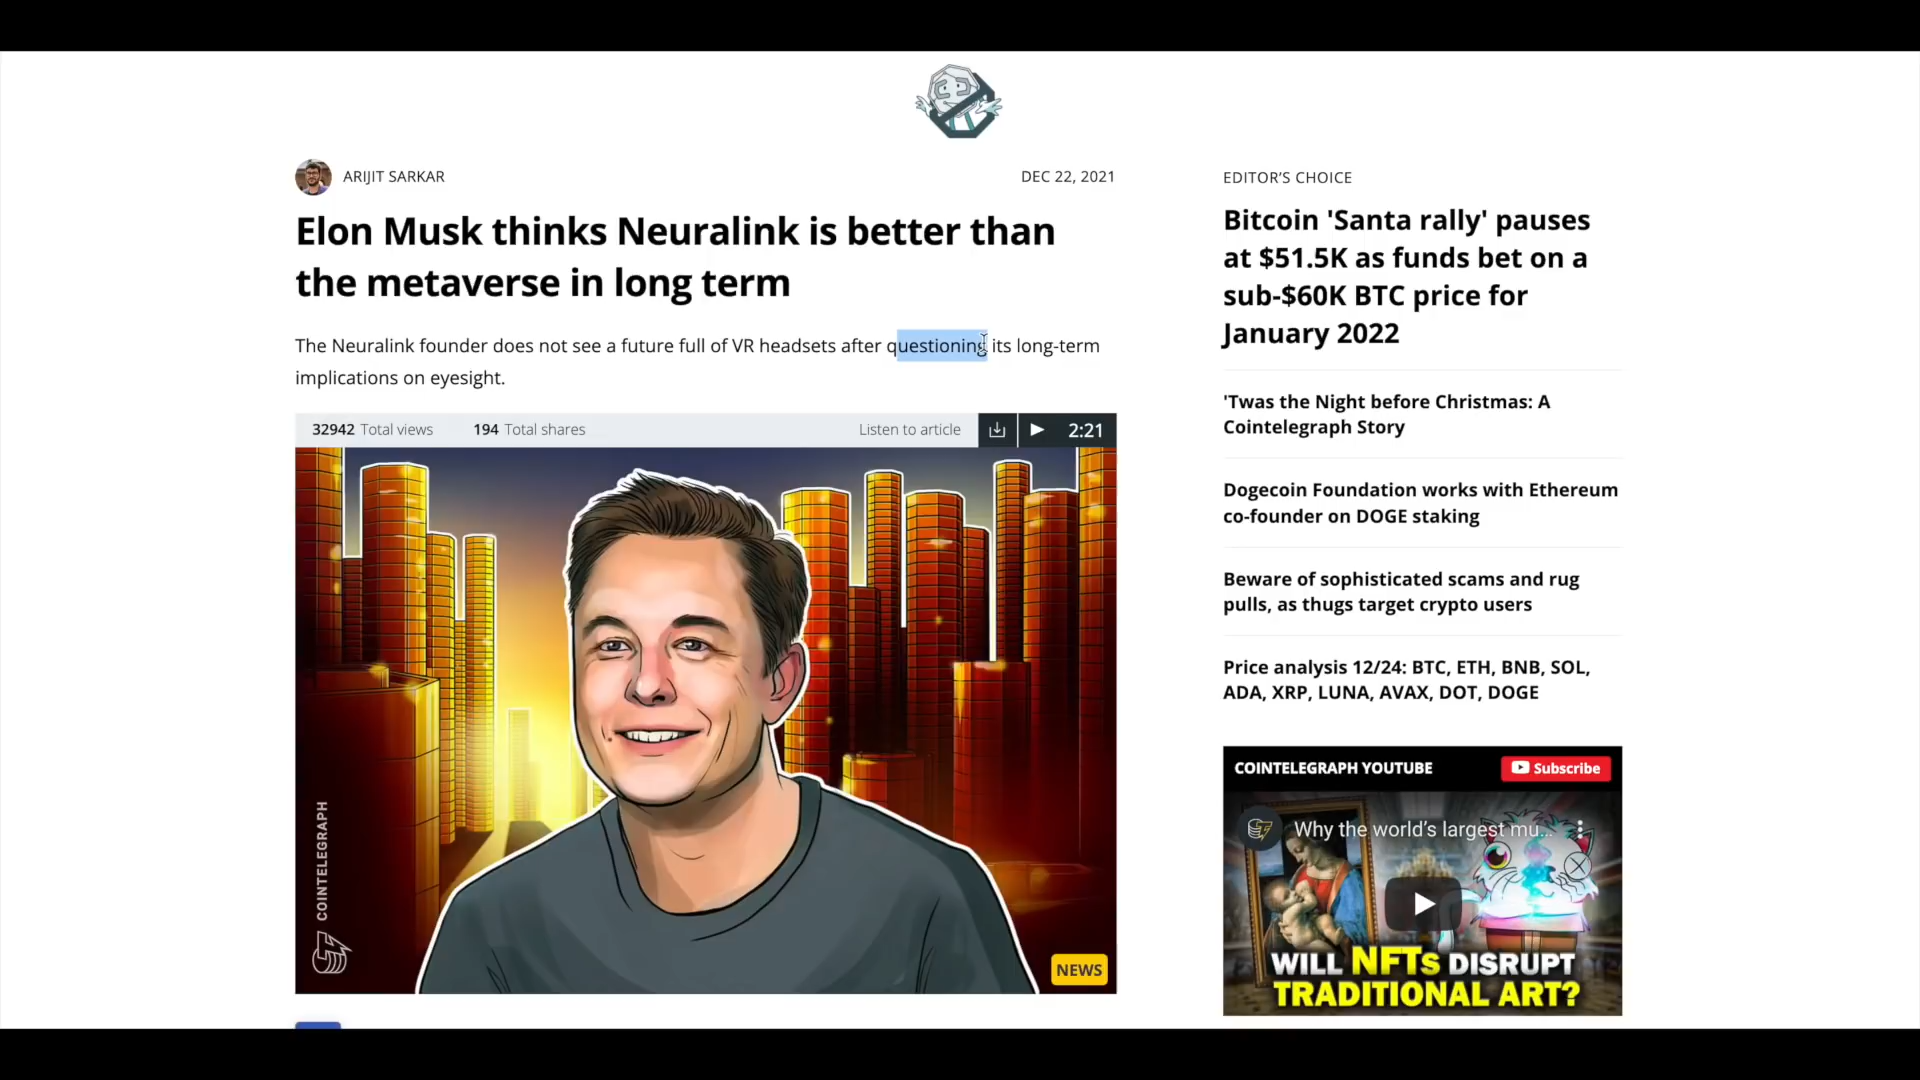 ARIJIT SARKAR
DEC 22, 2021
Elon Musk thinks Neuralink is better than
the metaverse in long term
The Neuralink founder does not see a future full of VR headsets after questioning its long-term
implications on eyesight.
32942 Total views 194 Total shares Listen to article 2:21
COINTELEGRAPH
NEWS
EDITOR'S CHOICE
Bitcoin 'Santa rally' pauses
at $51.5K as funds bet on a
sub-$60K BTC price for
January 2022
'Twas the Night before Christmas: A
Cointelegraph Story
Dogecoin Foundation works with Ethereum
co-founder on DOGE staking
Beware of sophisticated scams and rug
pulls, as thugs target crypto users
Price analysis 12/24: BTC, ETH, BNB, SOL,
ADA, XRP, LUNA, AVAX, DOT, DOGE
COINTELEGRAPH YOUTUBE Subscribe
Why the world's largest mu...
WILL NFTs DISRUPT
TRADITIONAL ART?